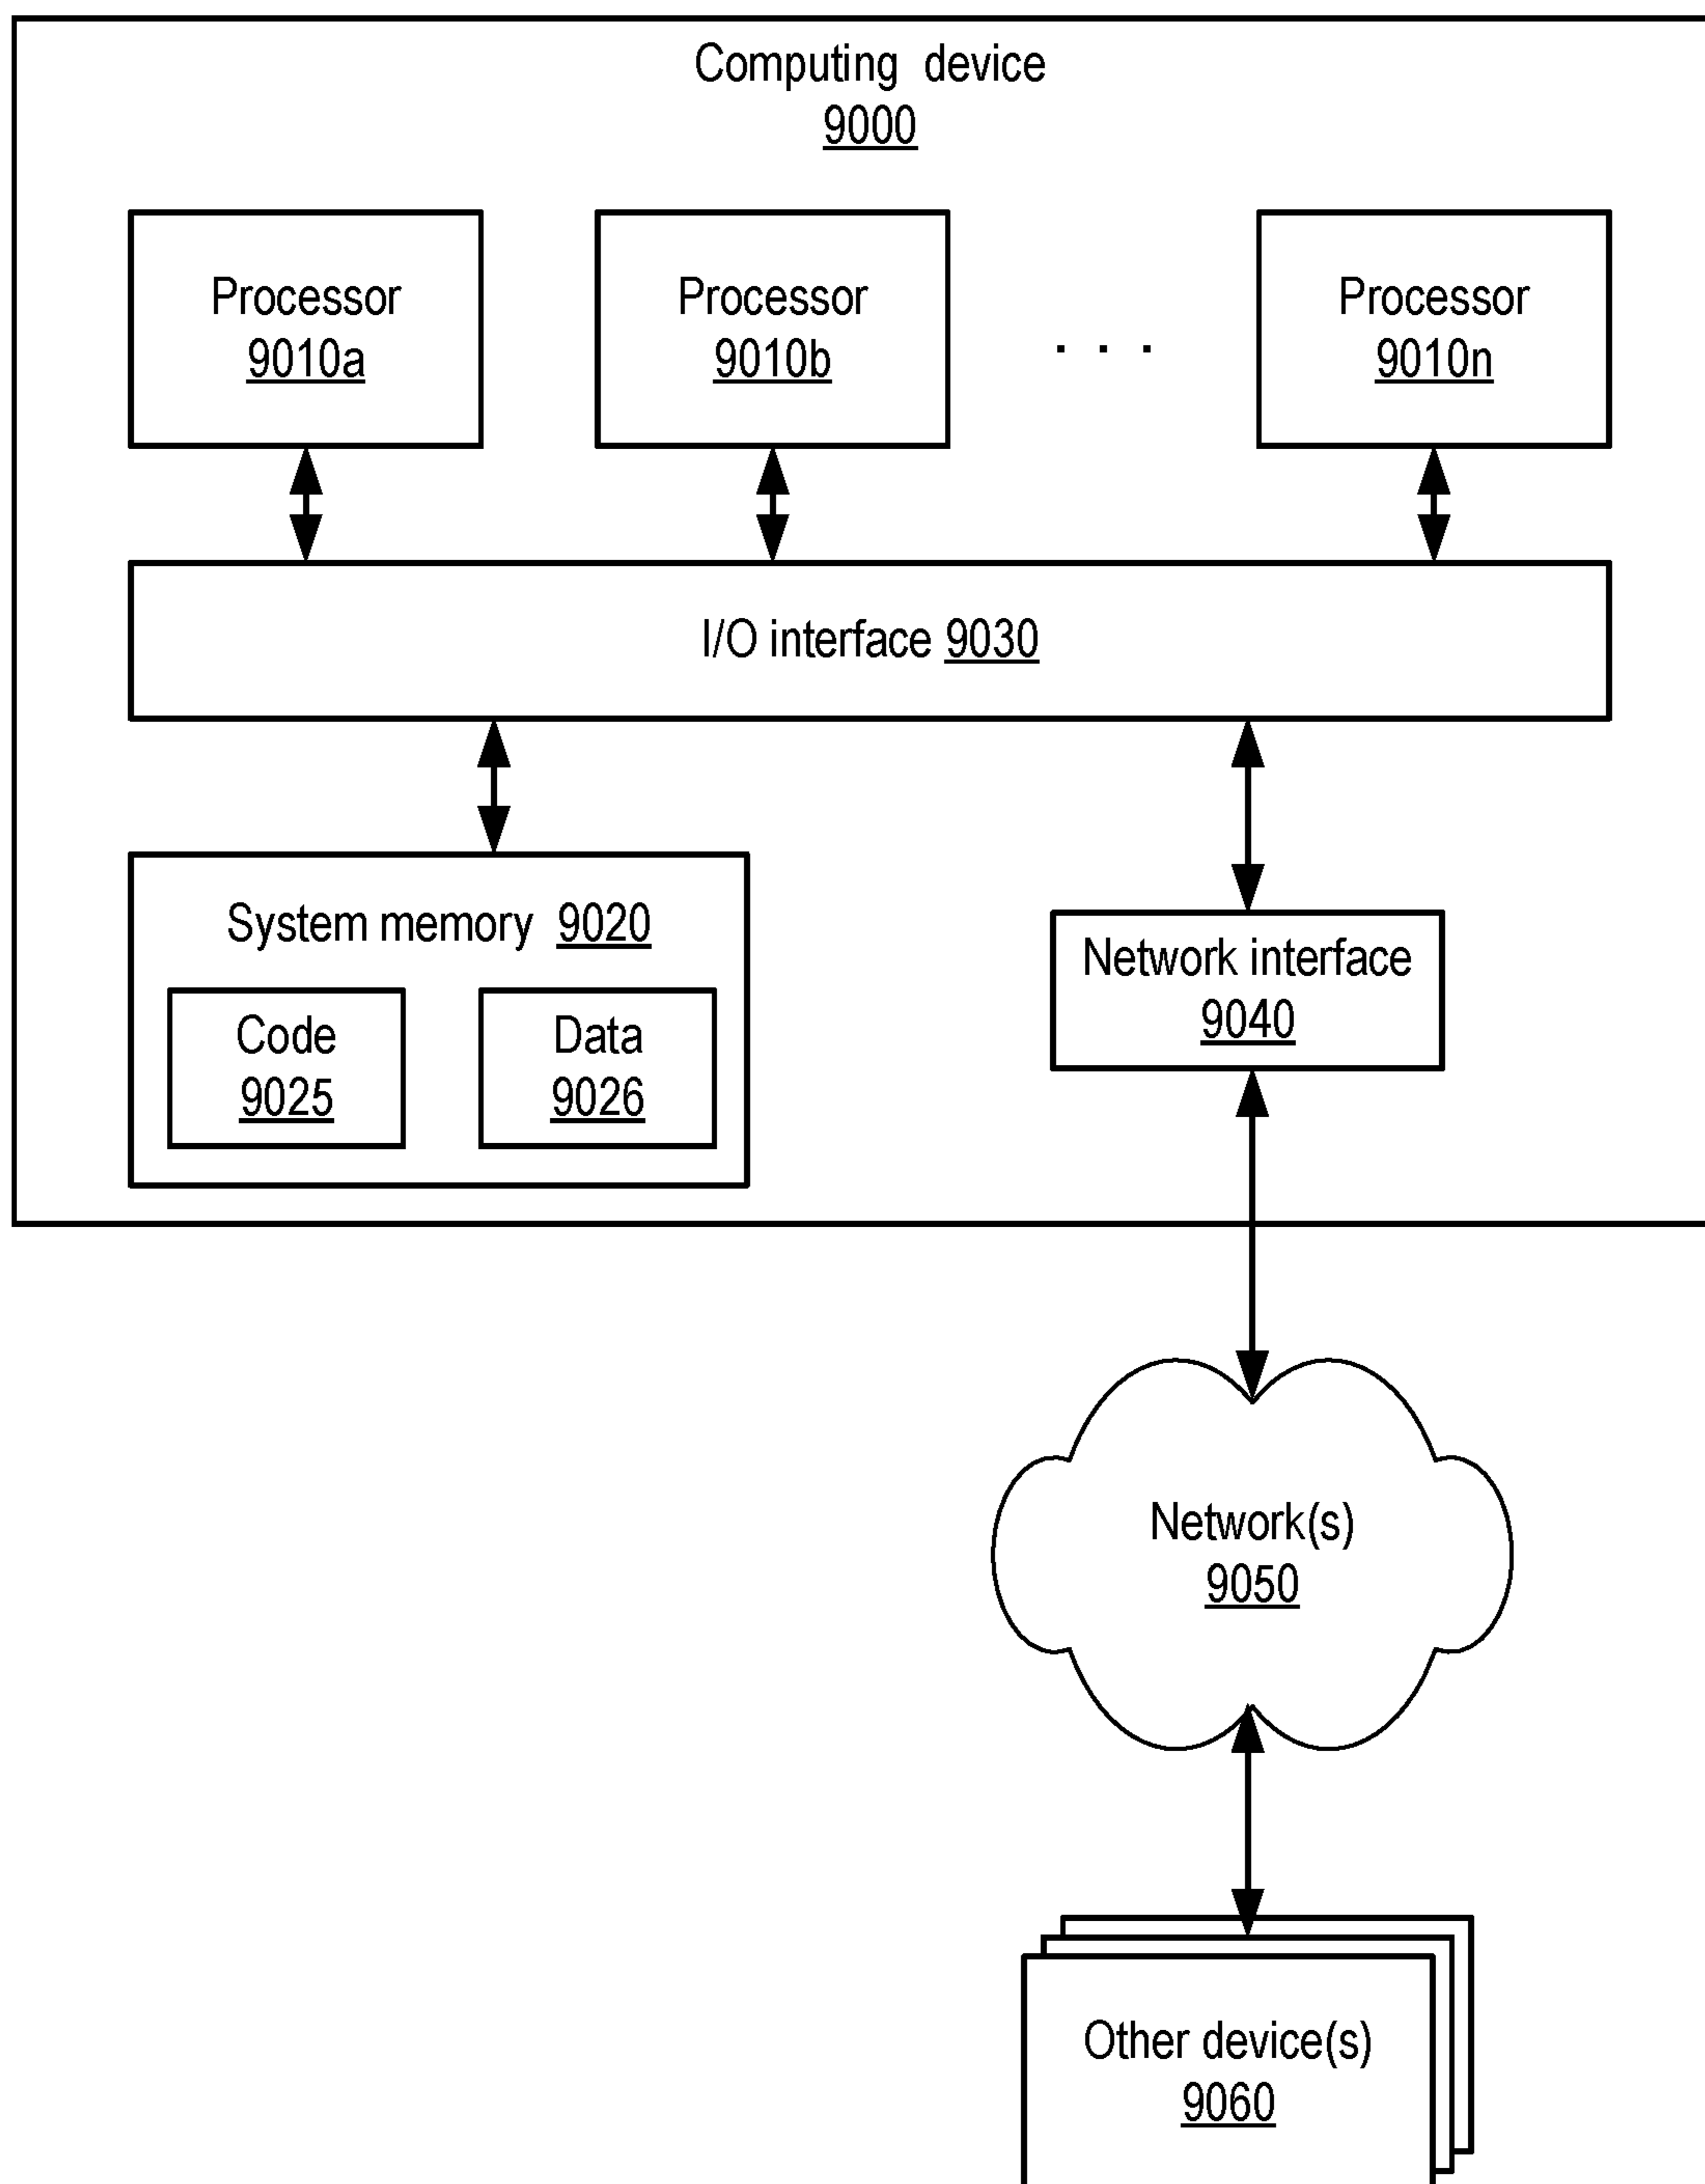 Computing device
9000
Processor
9010a
Processor
9010b
. . .
Processor
9010n
I/O interface 9030
System memory 9020
Code
9025
Data
9026
Network interface
9040
Network(s)
9050
Other device(s)
9060